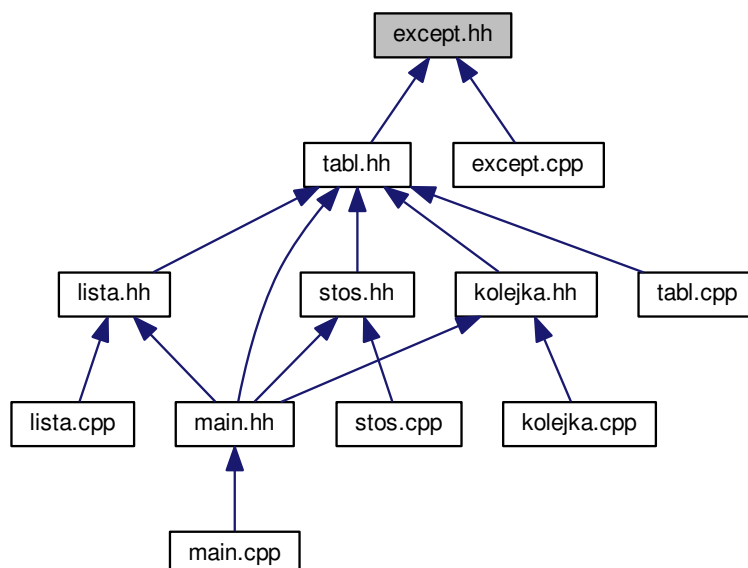 except.hh
tabl.hh
except.cpp
lista.hh
stos.hh
kolejka.hh
tabl.cpp
lista.cpp
main.hh
stos.cpp
kolejka.cpp
main.cpp